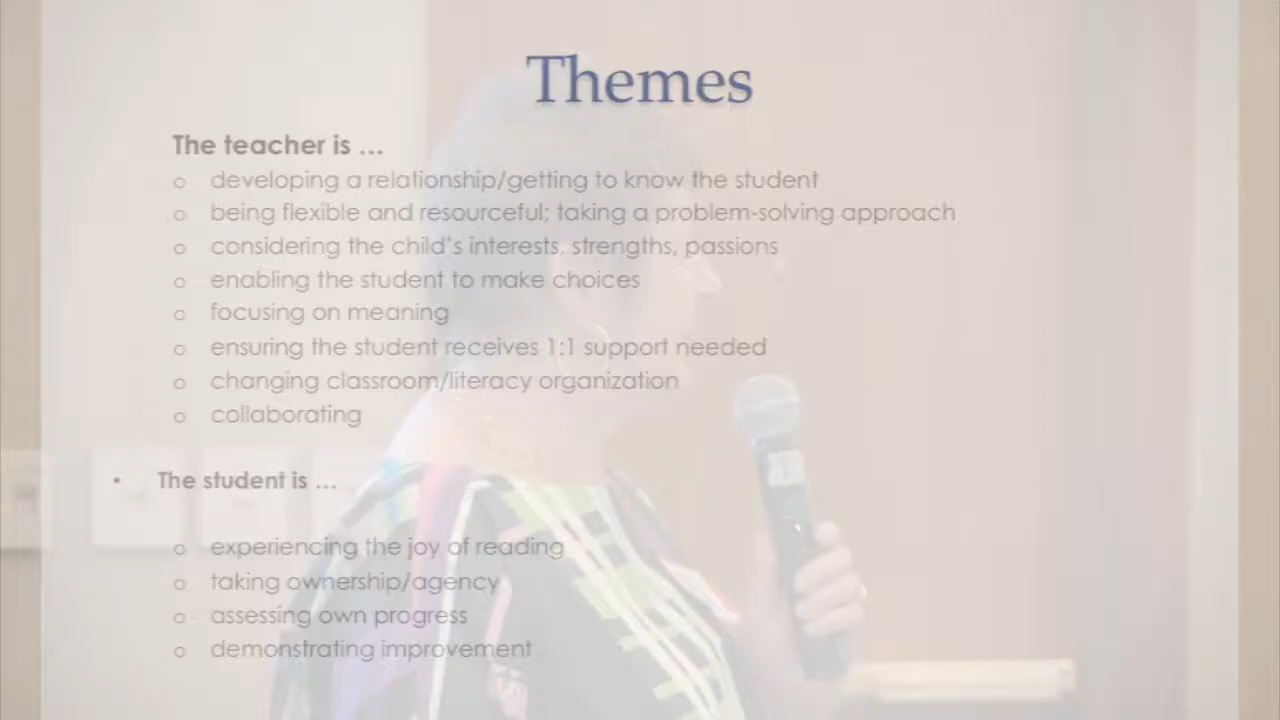 Themes
The teacher is ...
o developing a relationship/getting to know the student
o being flexible and resourceful; taking a problem-solving approach
o considering the child's interests, strengths, passions
o enabling the student to make choices
o focusing on meaning
o ensuring the student receives 1:1 support needed
o changing classroom/literacy organization
o collaborating
• The student is ...
o experiencing the joy of reading
o taking ownership/agency
o assessing own progress
o demonstrating improvement